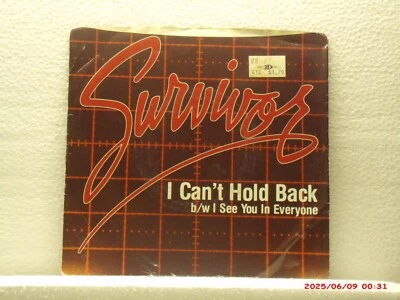 Survivor
I Can't Hold Back
b/w I See You In Everyone
2025/06/09 00:31